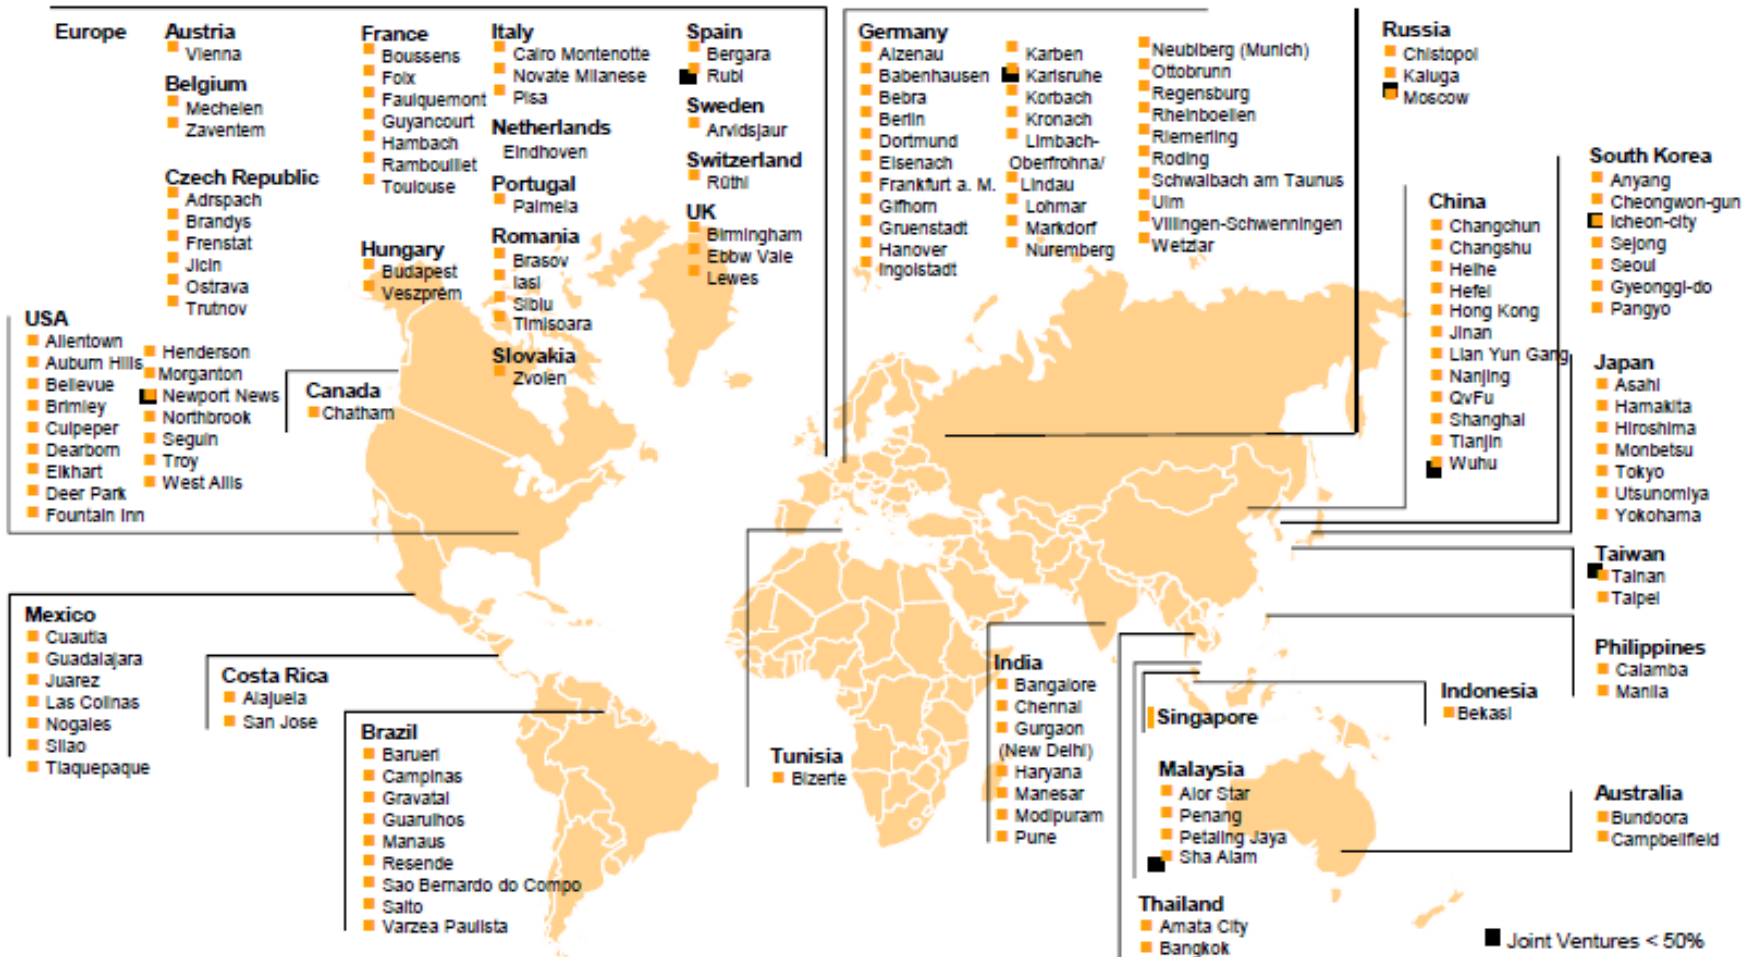 Europe
Austria
Vienna
Belgium
Mechelen
Zaventem
Czech Republic
Adrspach
Brandys
Frenstat
Jicin
Ostrava
Trutnov
France
Boussens
Foix
Faulquemont
Guyancourt
Hambach
Rambouillet
Toulouse
Hungary
Budapest
Veszprém
Italy
Cairo Montenotte
Novate Milanese
Pisa
Netherlands
Eindhoven
Portugal
Palmela
Romania
Brasov
Iasi
Sibiu
Timisoara
Slovakia
Zvolen
Spain
Bergara
Rubi
Sweden
Arvidsjaur
Switzerland
Rüthi
UK
Birmingham
Ebbw Vale
Lewes
Germany
Alzenau
Babenhausen
Bebra
Berlin
Dortmund
Eisenach
Frankfurt a. M.
Gifhorn
Gruenstadt
Hanover
Ingolstadt
Karben
Karlsruhe
Korbach
Kronach
Limbach-
Oberfrohna/
Lindau
Lohmar
Markdorf
Nuremberg
Neubiberg (Munich)
Ottobrunn
Regensburg
Rheinboellen
Riemerling
Roding
Schwalbach am Taunus
Ulm
Villingen-Schwenningen
Wetzlar
Russia
Chistopol
Kaluga
Moscow
South Korea
Anyang
Cheongwon-gun
Icheon-city
Sejong
Seoul
Gyeonggi-do
Pangyo
China
Changchun
Changshu
Heihe
Hefei
Hong Kong
Jinan
Lian Yun Gang
Nanjing
QvFu
Shanghai
Tianjin
Wuhu
Japan
Asahi
Hamakita
Hiroshima
Monbetsu
Tokyo
Utsunomiya
Yokohama
Taiwan
Tainan
Taipei
Philippines
Calamba
Manila
USA
Allentown
Auburn Hills
Bellevue
Brimley
Culpeper
Dearborn
Elkhart
Deer Park
Fountain Inn
Henderson
Morganton
Newport News
Northbrook
Seguin
Troy
West Allis
Canada
Chatham
Mexico
Cuautla
Guadalajara
Juarez
Las Colinas
Nogales
Silao
Tlaquepaque
Costa Rica
Alajuela
San Jose
Brazil
Barueri
Campinas
Gravatai
Guarulhos
Manaus
Resende
Sao Bernardo do Compo
Salto
Varzea Paulista
Tunisia
Bizerte
India
Bangalore
Chennai
Gurgaon
(New Delhi)
Haryana
Manesar
Modipuram
Pune
Singapore
Malaysia
Alor Star
Penang
Petaling Jaya
Sha Alam
Thailand
Amata City
Bangkok
Indonesia
Bekasi
Australia
Bundoora
Campbellfield
Joint Ventures < 50%